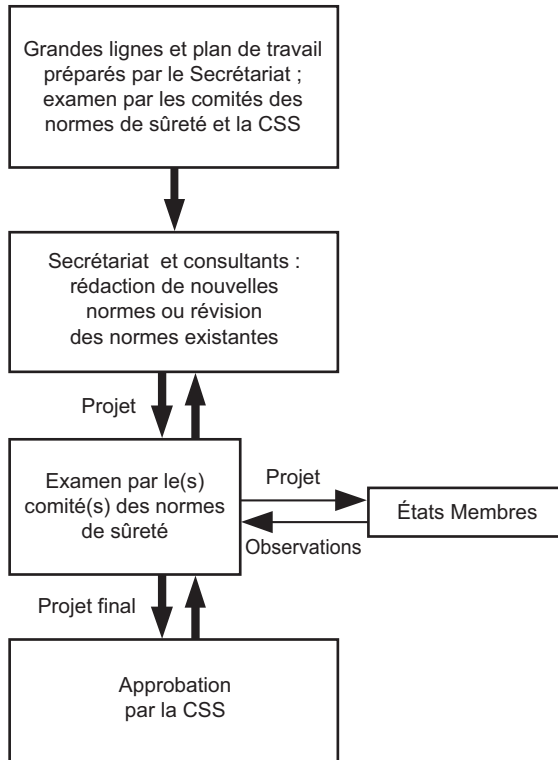 Grandes lignes et plan de travail
préparés par le Secrétariat ;
examen par les comités des
normes de sûreté et la CSS
Secrétariat et consultants :
rédaction de nouvelles
normes ou révision
des normes existantes
Projet
Examen par le(s)
comité(s) des normes
de sûreté
Projet
États Membres
Observations
Projet final
Approbation
par la CSS